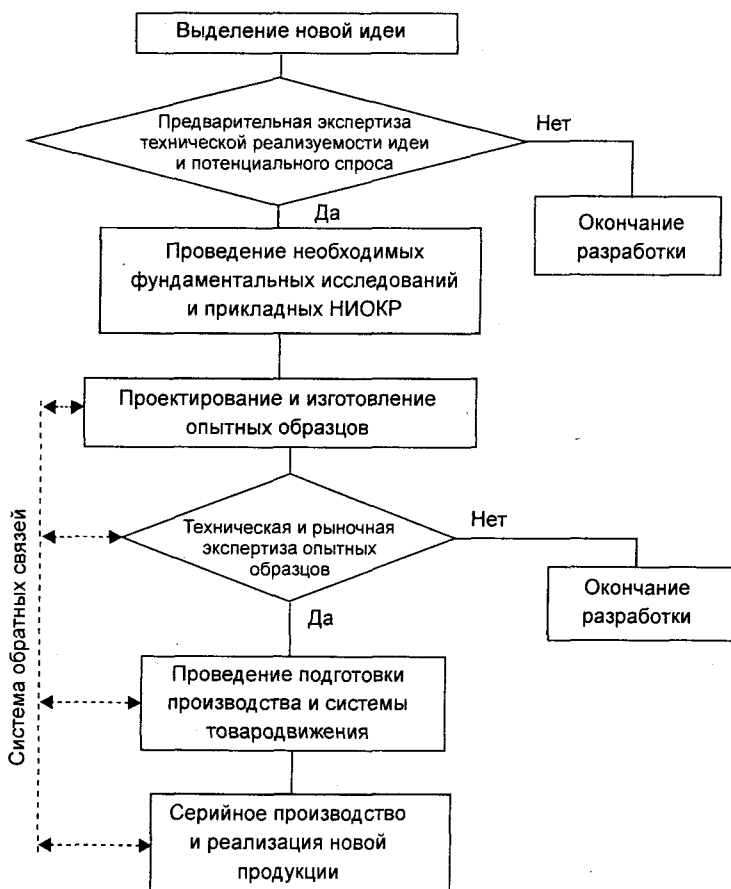 Выделение новой идеи
Предварительная экспертиза
технической реализуемости идеи
и потенциального спроса
Нет
Окончание
разработки
Да
Проведение необходимых
фундаментальных исследований
и прикладных НИОКР
Проектирование и изготовление
опытных образцов
Техническая и рыночная
экспертиза опытных
образцов
Нет
Окончание
разработки
Да
Проведение подготовки
производства и системы
товародвижения
Серийное производство
и реализация новой
продукции
Система обратных связей